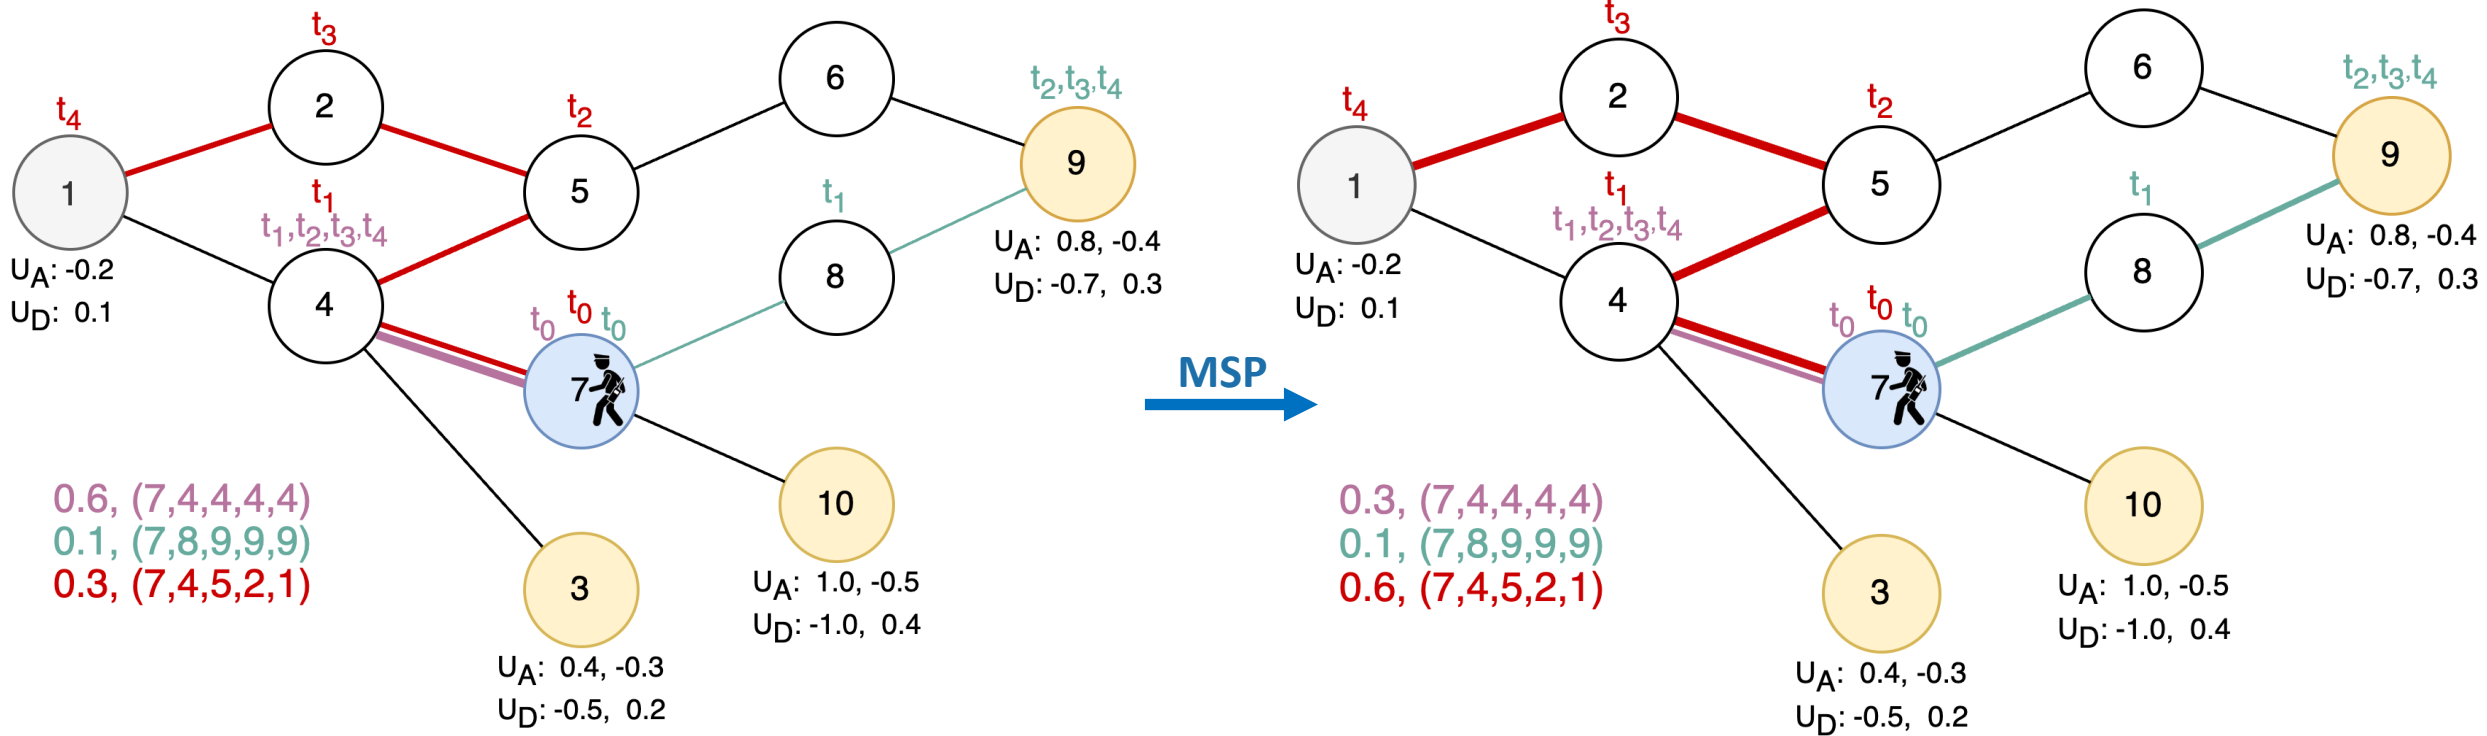 t3
6
t2,t3,t4
t4
2
t2
9
1
t1
5
t1
t1,t2,t3,t4
UA: 0.8, -0.4
UD: -0.7, 0.3
UA: -0.2
UD: 0.1
4
8
t0 t0 t0
7
0.6, (7,4,4,4,4)
0.1, (7,8,9,9,9)
0.3, (7,4,5,2,1)
10
UA: 1.0, -0.5
UD: -1.0, 0.4
3
UA: 0.4, -0.3
UD: -0.5, 0.2
MSP
t3
6
t2,t3,t4
t4
2
t2
9
1
t1
5
t1
t1,t2,t3,t4
UA: 0.8, -0.4
UD: -0.7, 0.3
UA: -0.2
UD: 0.1
4
8
t0 t0 t0
7
0.3, (7,4,4,4,4)
0.1, (7,8,9,9,9)
0.6, (7,4,5,2,1)
10
UA: 1.0, -0.5
UD: -1.0, 0.4
3
UA: 0.4, -0.3
UD: -0.5, 0.2